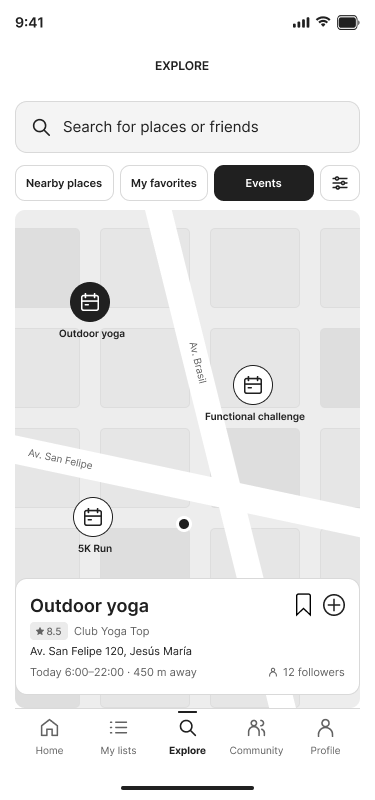 9:41
EXPLORE
Search for places or friends
Nearby places
My favorites
Events
Outdoor yoga
Av. Brasil
Functional challenge
Av. San Felipe
5K Run
Outdoor yoga
8.5 Club Yoga Top
Av. San Felipe 120, Jesús María
Today 6:00–22:00 · 450 m away
12 followers
Home
My lists
Explore
Community
Profile